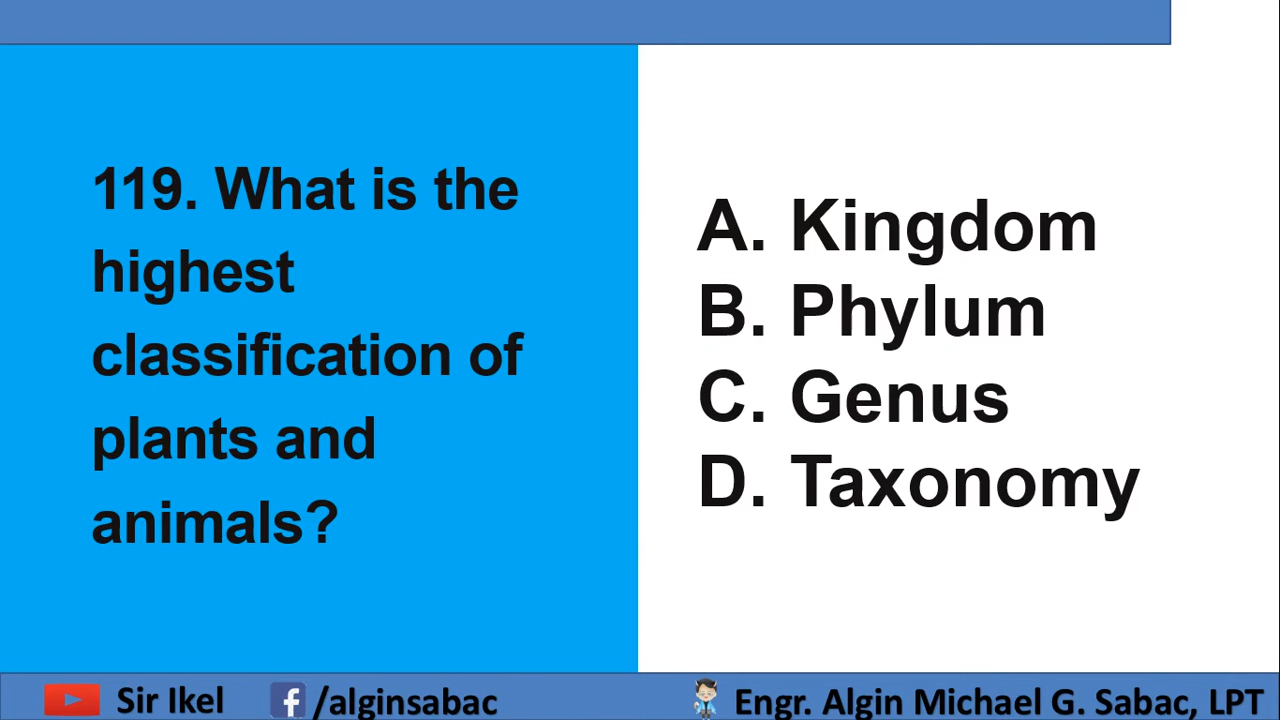 119. What is the
highest
classification of
plants and
animals?
A. Kingdom
B. Phylum
C. Genus
D. Taxonomy
Sir Ikel
/alginsabac
Engr. Algin Michael G. Sabac, LPT